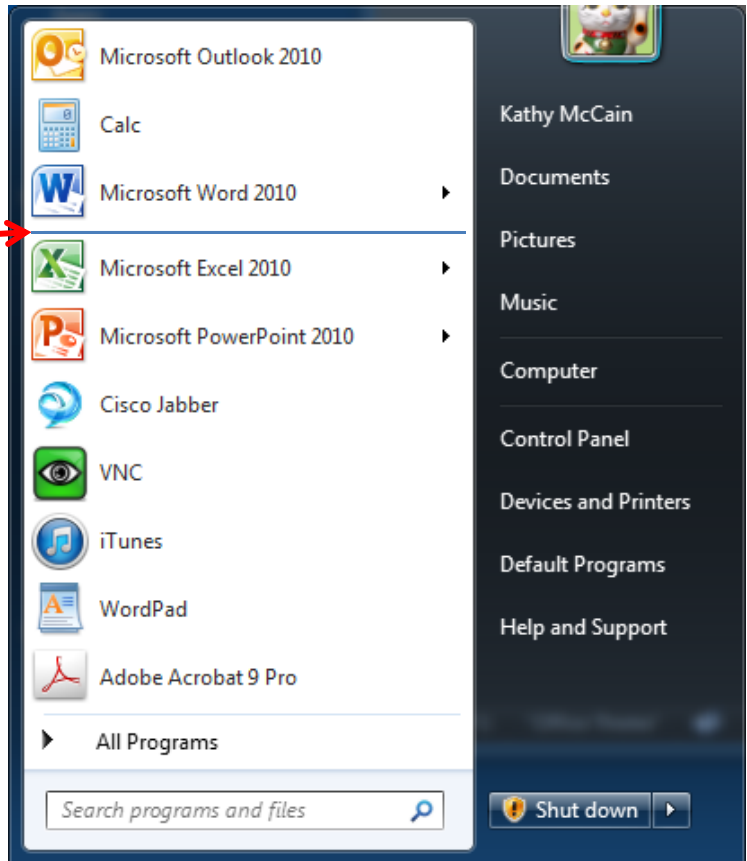 Microsoft Outlook 2010
Calc
Microsoft Word 2010
Microsoft Excel 2010
Microsoft PowerPoint 2010
Cisco Jabber
VNC
iTunes
WordPad
Adobe Acrobat 9 Pro
All Programs
Search programs and files
Kathy McCain
Documents
Pictures
Music
Computer
Control Panel
Devices and Printers
Default Programs
Help and Support
Shut down